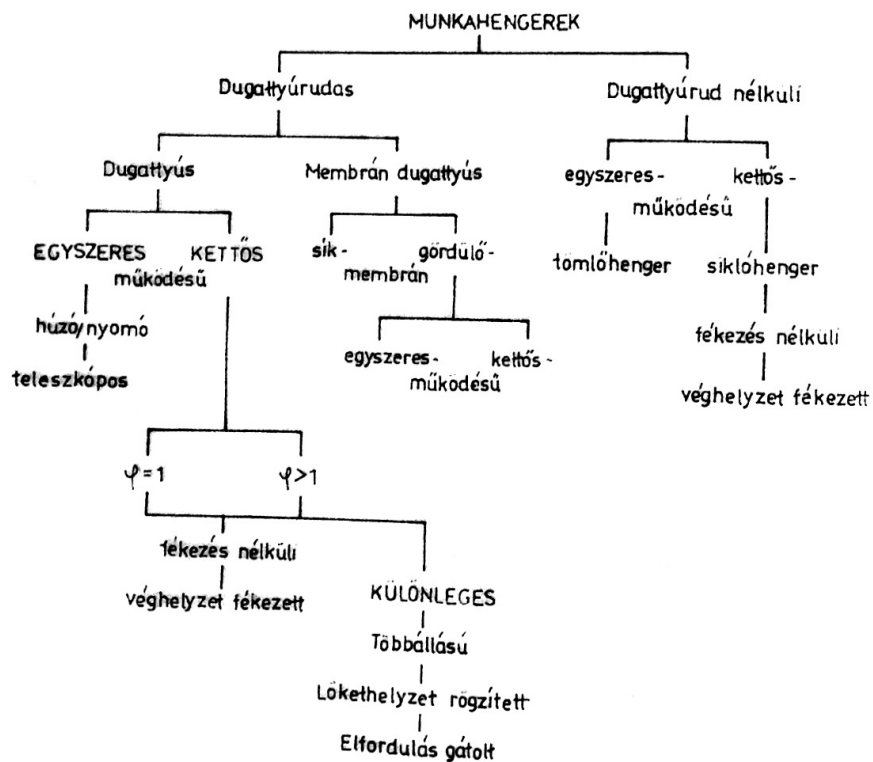 MUNKAHENGEREK
Dugattyúrudas
Dugattyúrud nélküli
Dugattyús
Membrán dugattyús
egyszeres- kettős-
működésű
EGYSZERES KETTŐS
működésű
sík- gördülő-
membrán
tömlőhenger
siklóhenger
húzó/nyomó
teleszkópos
egyszeres- kettős-
működésű
fékezés nélküli
véghelyzet fékezett
φ=1
φ>1
fékezés nélküli
véghelyzet fékezett
KÜLÖNLEGES
Többállású
Lökethelyzet rögzített
Elfordulás gátolt